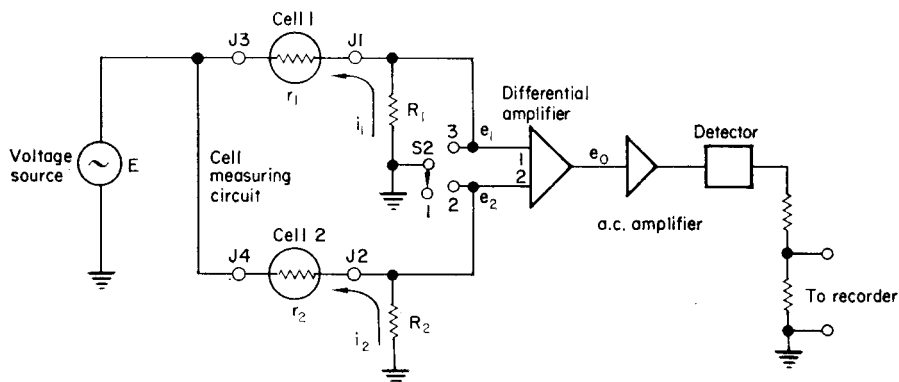 Cell 1
J3
J1
r₁
i₁
R₁
Differential
amplifier
Detector
Voltage
source
E
Cell
measuring
circuit
S2
3
e₁
1
2
1
2
e₂
e₀
a.c. amplifier
Cell 2
J4
J2
r₂
i₂
R₂
To recorder